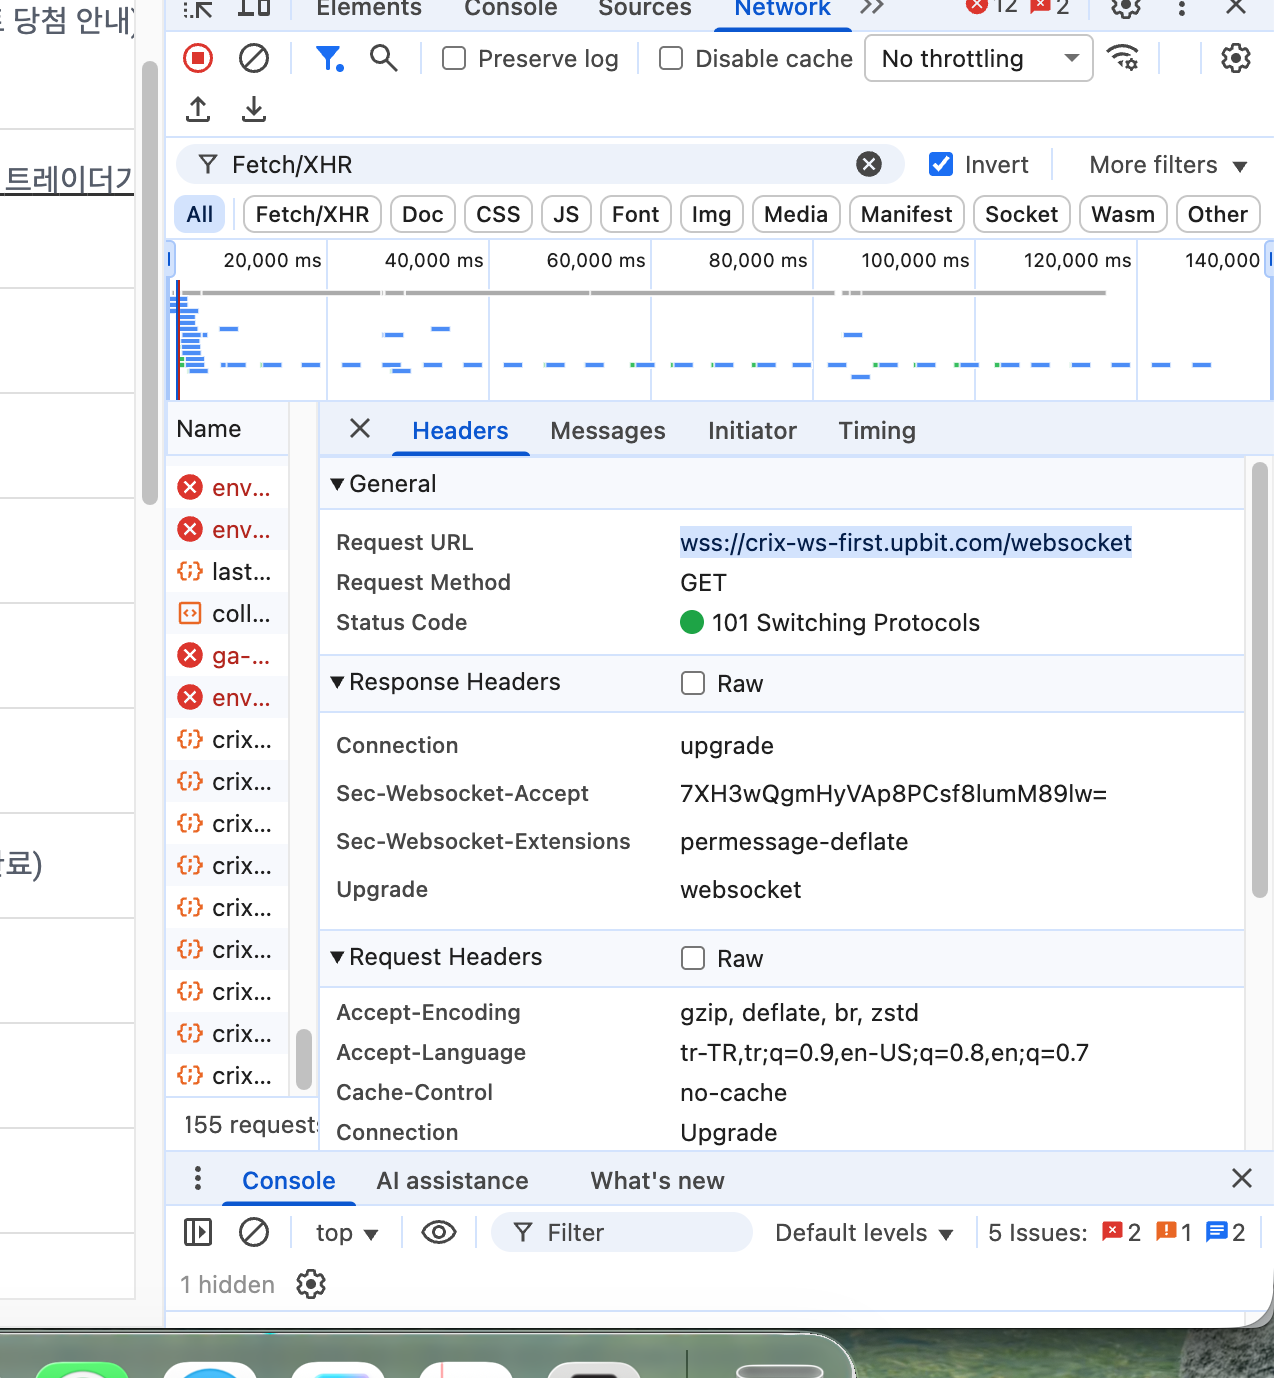 당첨 안내)
Elements Console Sources Network 12 2
Preserve log Disable cache No throttling
Fetch/XHR Invert More filters
트레이더가
All Fetch/XHR Doc CSS JS Font Img Media Manifest Socket Wasm Other
20,000 ms 40,000 ms 60,000 ms 80,000 ms 100,000 ms 120,000 ms 140,000
Name Headers Messages Initiator Timing
General
env...
Request URL wss://crix-ws-first.upbit.com/websocket
env...
Request Method GET
last...
Status Code 101 Switching Protocols
coll...
ga-...
Response Headers Raw
env...
crix...
Connection upgrade
crix...
Sec-Websocket-Accept 7XH3wQgmHyVAp8PCsf8lumM89lw=
crix...
Sec-Websocket-Extensions permessage-deflate
crix...
Upgrade websocket
료)
crix...
crix...
Request Headers Raw
crix...
Accept-Encoding gzip, deflate, br, zstd
crix...
Accept-Language tr-TR,tr;q=0.9,en-US;q=0.8,en;q=0.7
crix...
Cache-Control no-cache
155 requests
Connection Upgrade
Console AI assistance What's new
top Filter Default levels 5 Issues: 2 1 2
1 hidden